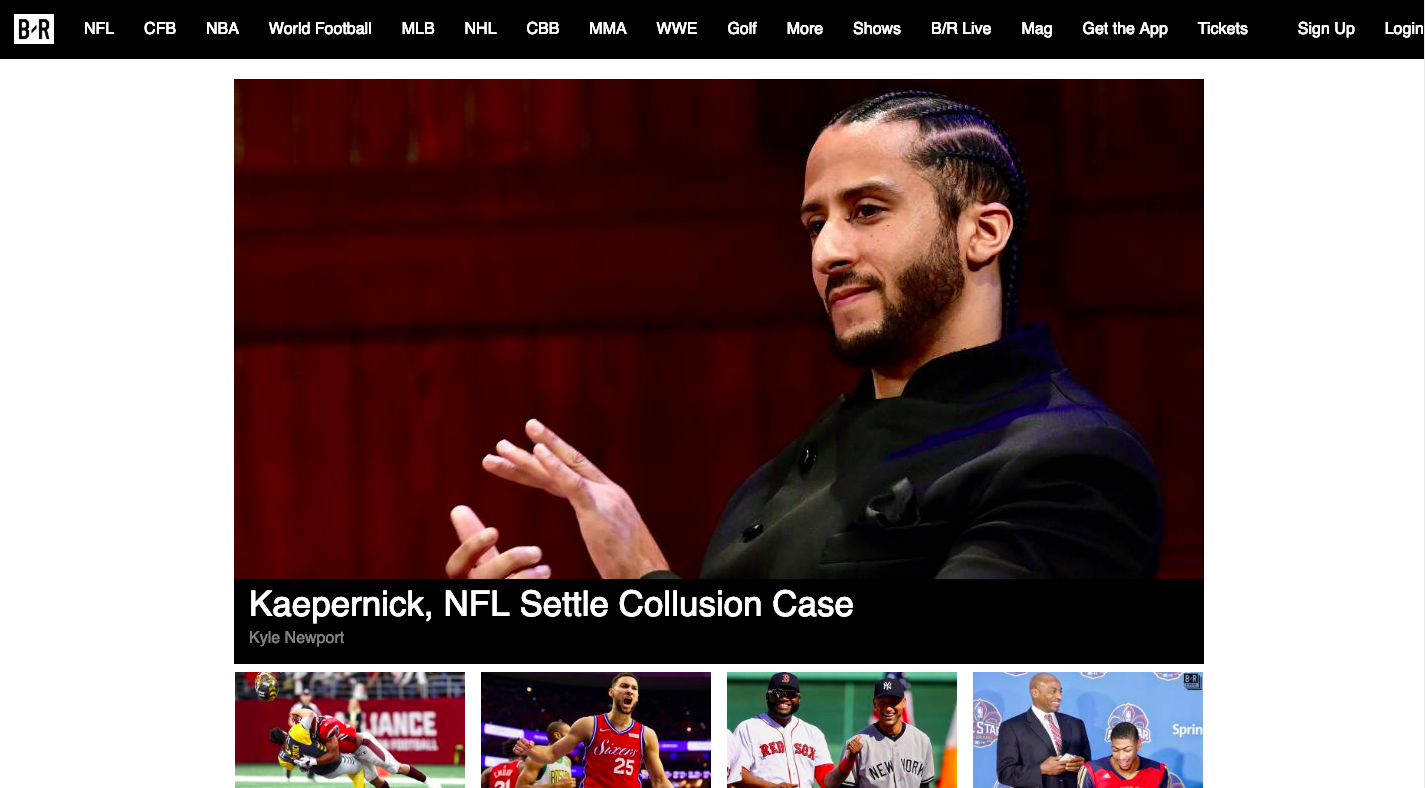 B/R NFL CFB NBA World Football MLB NHL CBB MMA WWE Golf More Shows B/R Live Mag Get the App Tickets Sign Up Login
Kaepernick, NFL Settle Collusion Case
Kyle Newport
LIANCE
FOOTBALL
Sixers
25
RED SOX
B
NEW YORK
B/R
Sprin